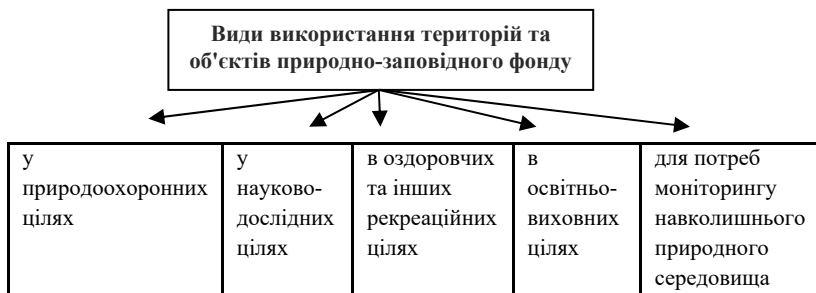 Види використання територій та
об'єктів природно-заповідного фонду
у
природоохоронних
цілях
у
науково-
дослідних
цілях
в оздоровчих
та інших
рекреаційних
цілях
в
освітньо-
виховних
цілях
для потреб
моніторингу
навколишнього
природного
середовища